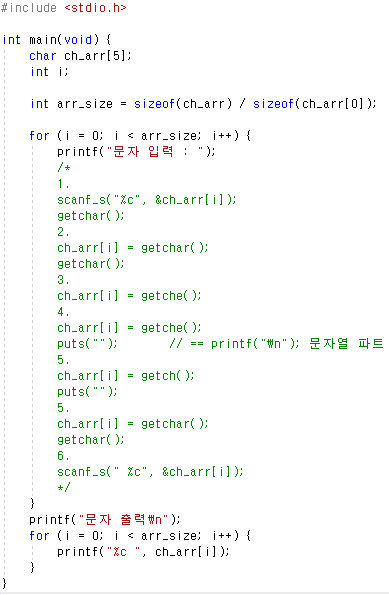 #include <stdio.h>
int main(void) {
char ch_arr[5];
int i;
int arr_size = sizeof(ch_arr) / sizeof(ch_arr[0]);
for (i = 0; i < arr_size; i++) {
printf("문자 입력 : ");
/*
1.
scanf_s("%c", &ch_arr[i]);
getchar();
2.
ch_arr[i] = getchar();
getchar();
3.
ch_arr[i] = getche();
4.
ch_arr[i] = getche();
puts(""); // == printf("₩n"); 문자열 파트
5.
ch_arr[i] = getch();
puts("");
5.
ch_arr[i] = getchar();
getchar();
6.
scanf_s(" %c", &ch_arr[i]);
*/
}
printf("문자 출력₩n");
for (i = 0; i < arr_size; i++) {
printf("%c ", ch_arr[i]);
}
}